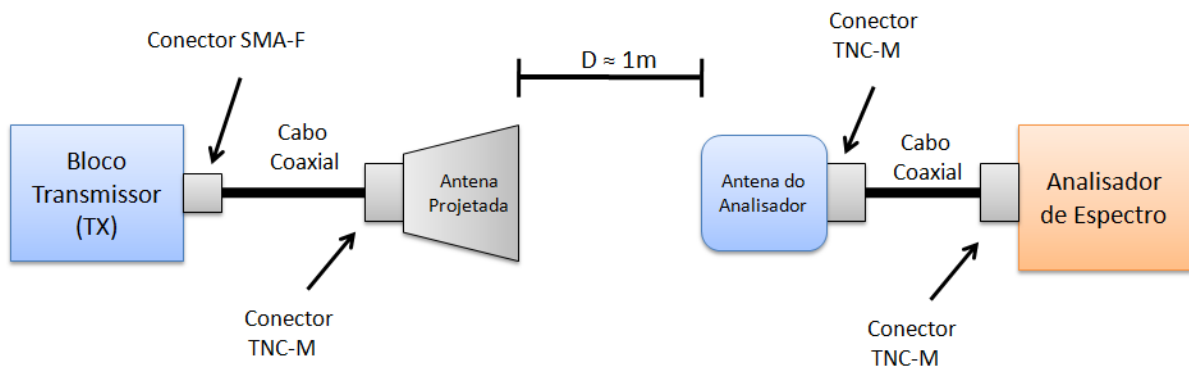 Conector SMA-F
Bloco
Transmissor
(TX)
Cabo
Coaxial
Conector
TNC-M
Antena
Projetada
D ≈ 1m
Conector
TNC-M
Antena do
Analisador
Cabo
Coaxial
Conector
TNC-M
Analisador
de Espectro